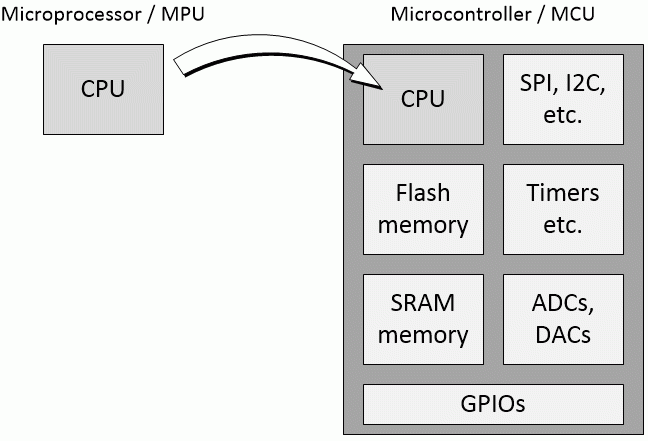 Microprocessor / MPU
Microcontroller / MCU
CPU
CPU
SPI, I2C,
etc.
Flash
memory
Timers
etc.
SRAM
memory
ADCs,
DACs
GPIOs